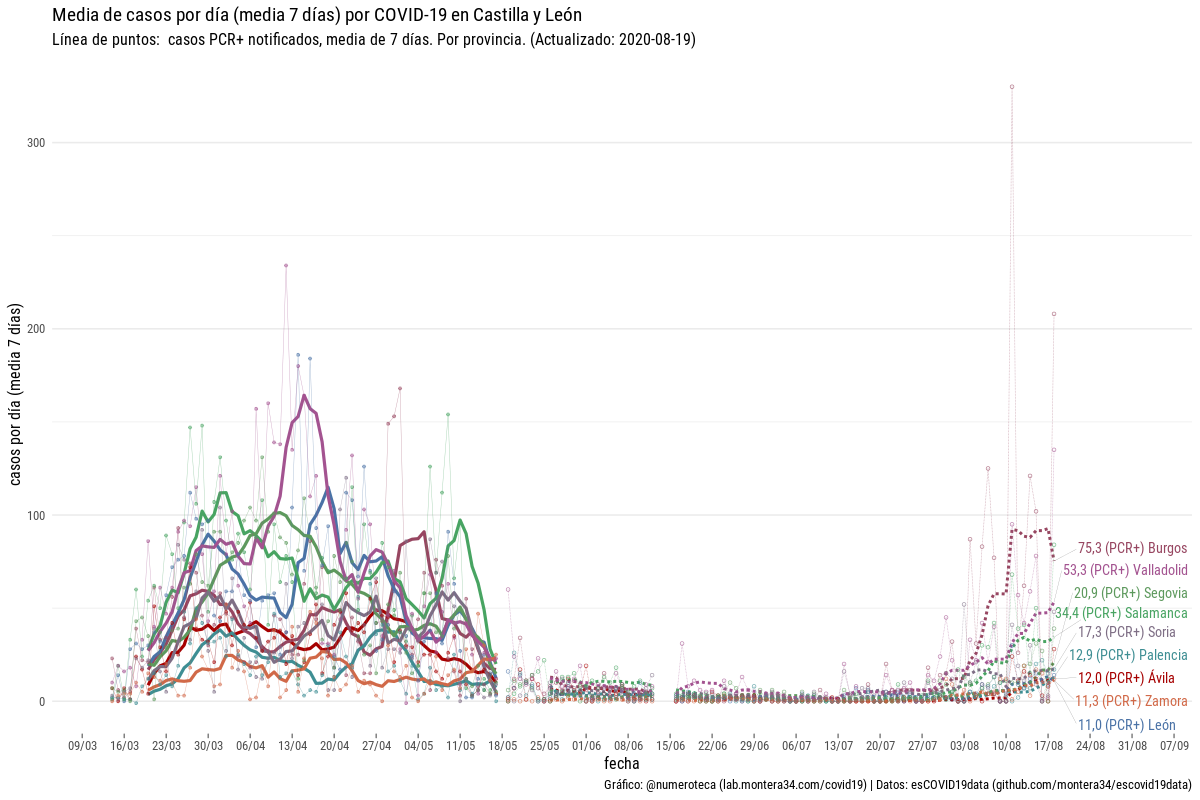 Media de casos por día (media 7 días) por COVID-19 en Castilla y León
Línea de puntos:  casos PCR+ notificados, media de 7 días. Por provincia. (Actualizado: 2020-08-19)
casos por día (media 7 días)
300
200
100
0
75,3 (PCR+) Burgos
53,3 (PCR+) Valladolid
20,9 (PCR+) Segovia
34,4 (PCR+) Salamanca
17,3 (PCR+) Soria
12,9 (PCR+) Palencia
12,0 (PCR+) Ávila
11,3 (PCR+) Zamora
11,0 (PCR+) León
09/03 16/03 23/03 30/03 06/04 13/04 20/04 27/04 04/05 11/05 18/05 25/05 01/06 08/06 15/06 22/06 29/06 06/07 13/07 20/07 27/07 03/08 10/08 17/08 24/08 31/08 07/09
fecha
Gráfico: @numeroteca (lab.montera34.com/covid19) | Datos: esCOVID19data (github.com/montera34/escovid19data)